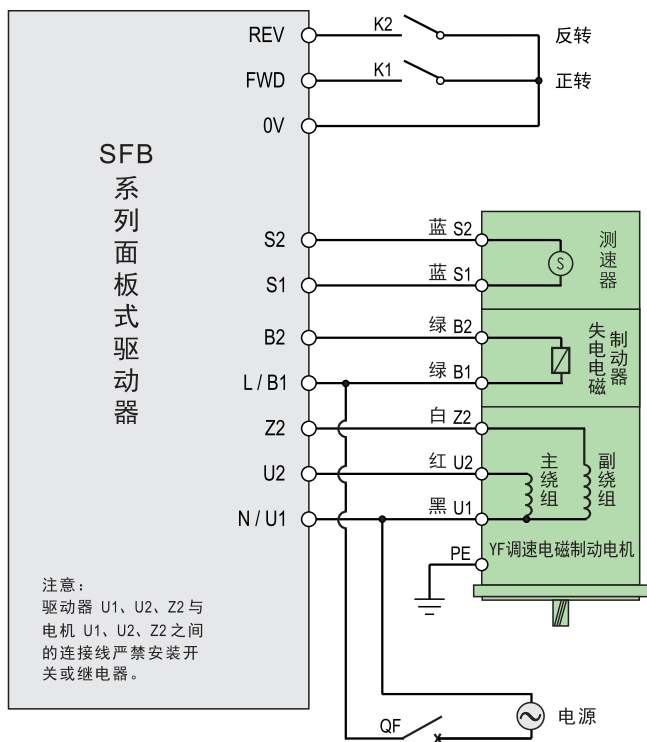 REV K2 反转
FWD K1 正转
0V
SFB
系列面板式驱动器
S2 蓝 S2
S1 蓝 S1
S
测速器
B2 绿 B2
L / B1 绿 B1
失电电磁
制动器
Z2 白 Z2
U2 红 U2
N / U1 黑 U1
主绕组
副绕组
YF调速电磁制动电机
PE
注意：
驱动器 U1、U2、Z2 与
电机 U1、U2、Z2 之间
的连接线严禁安装开
关或继电器。
QF
电源